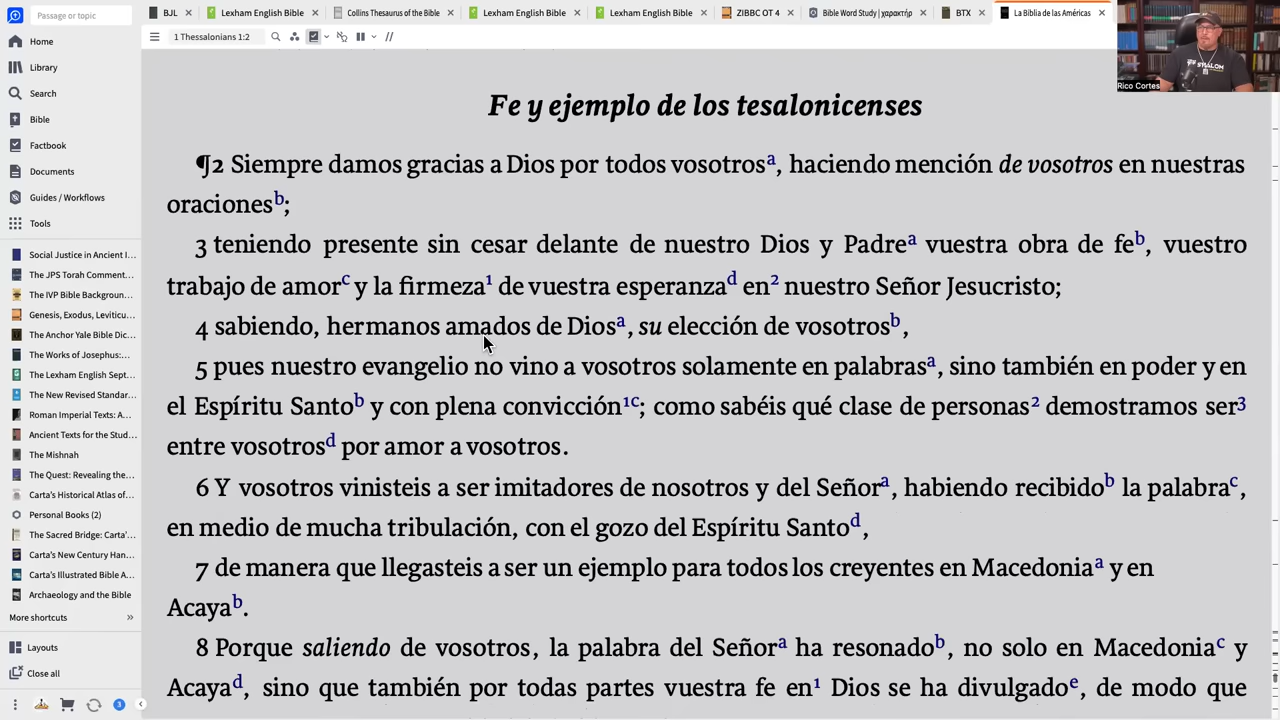 Passage or topic
BJL
Lexham English Bible
Collins Thesaurus of the Bible
Lexham English Bible
Lexham English Bible
ZIBBC OT 4
Bible Word Study | χαρακτήρ
BTX
La Biblia de las Américas
1 Thessalonians 1:2
Home
Library
Search
Bible
Factbook
Documents
Guides / Workflows
Tools
Social Justice in Ancient I...
The JPS Torah Comment...
The IVP Bible Backgroun...
Genesis, Exodus, Leviticu...
The Anchor Yale Bible Dic...
The Works of Josephus:...
The Lexham English Sept...
The New Revised Standar...
Roman Imperial Texts: A...
Ancient Texts for the Stud...
The Mishnah
The Quest: Revealing the...
Carta's Historical Atlas of...
Personal Books (2)
The Sacred Bridge: Carta'...
Carta's New Century Han...
Carta's Illustrated Bible A...
Archaeology and the Bible
More shortcuts
Layouts
Close all
3
SHALOM
Rico Cortes
Fe y ejemplo de los tesalonicenses
¶2 Siempre damos gracias a Dios por todos vosotrosa, haciendo mención de vosotros en nuestras
oracionesb;
3 teniendo presente sin cesar delante de nuestro Dios y Padrea vuestra obra de feb, vuestro
trabajo de amorc y la firmeza1 de vuestra esperanzad en2 nuestro Señor Jesucristo;
4 sabiendo, hermanos amados de Diosa, su elección de vosotrosb,
5 pues nuestro evangelio no vino a vosotros solamente en palabrasa, sino también en poder y en
el Espíritu Santob y con plena convicción1c; como sabéis qué clase de personas2 demostramos ser3
entre vosotrosd por amor a vosotros.
6 Y vosotros vinisteis a ser imitadores de nosotros y del Señora, habiendo recibidob la palabrac,
en medio de mucha tribulación, con el gozo del Espíritu Santod,
7 de manera que llegasteis a ser un ejemplo para todos los creyentes en Macedoniaa y en
Acayab.
8 Porque saliendo de vosotros, la palabra del Señora ha resonadob, no solo en Macedoniac y
Acayad, sino que también por todas partes vuestra fe en1 Dios se ha divulgadoe, de modo que